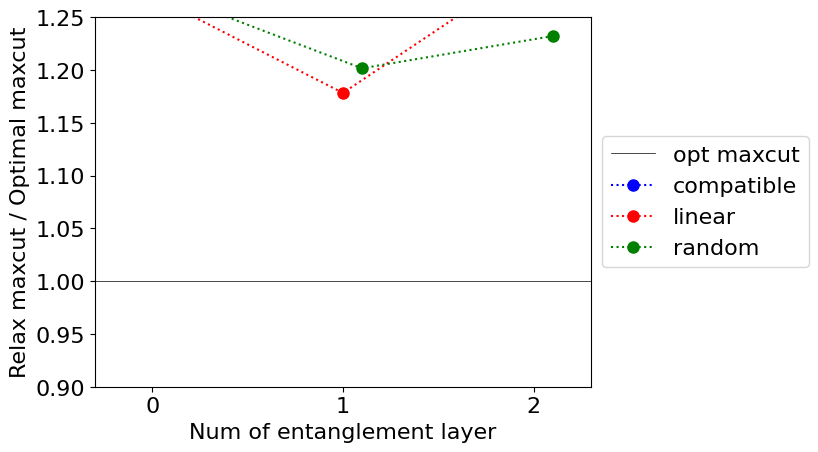 Relax maxcut / Optimal maxcut
1.25
1.20
1.15
1.10
1.05
1.00
0.95
0.90
0 1 2
Num of entanglement layer
opt maxcut
compatible
linear
random